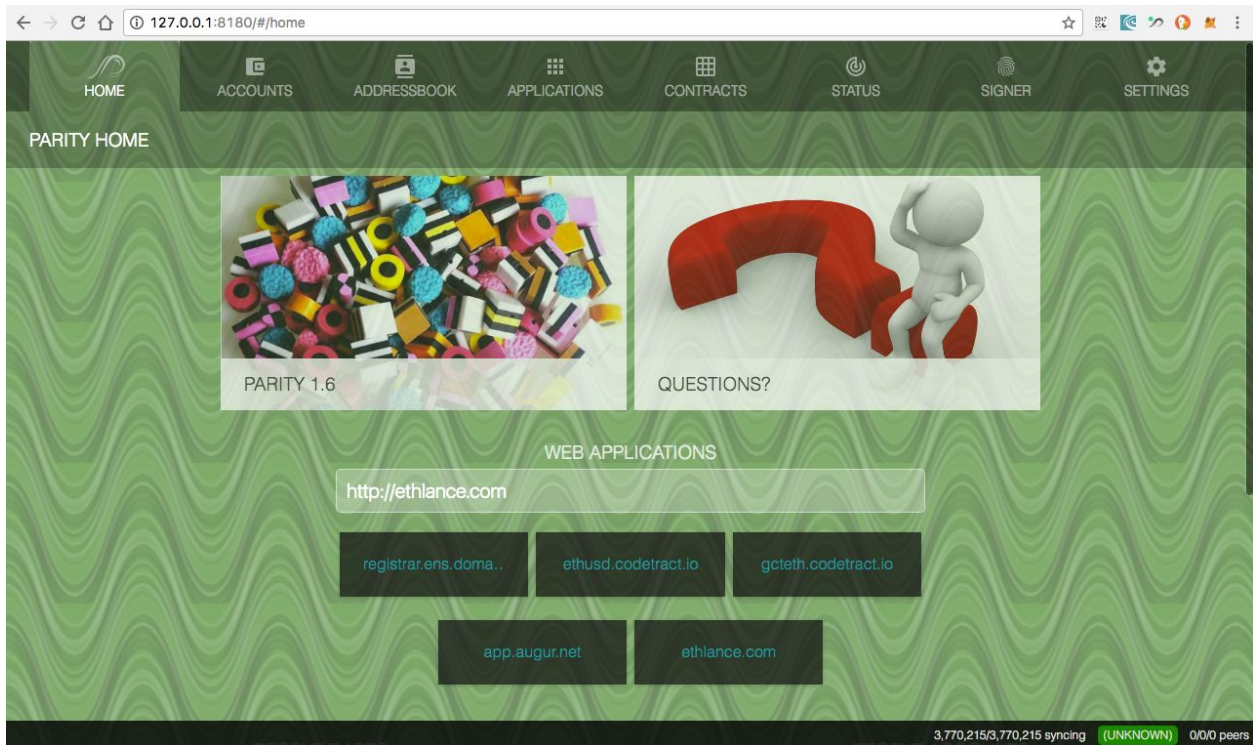 127.0.0.1:8180/#/home
HOME
ACCOUNTS
ADDRESSBOOK
APPLICATIONS
CONTRACTS
STATUS
SIGNER
SETTINGS
PARITY HOME
PARITY 1.6
QUESTIONS?
WEB APPLICATIONS
http://ethlance.com
registrar.ens.doma..
ethusd.codetract.io
gcteth.codetract.io
app.augur.net
ethlance.com
3,770,215/3,770,215 syncing (UNKNOWN) 0/0/0 peers